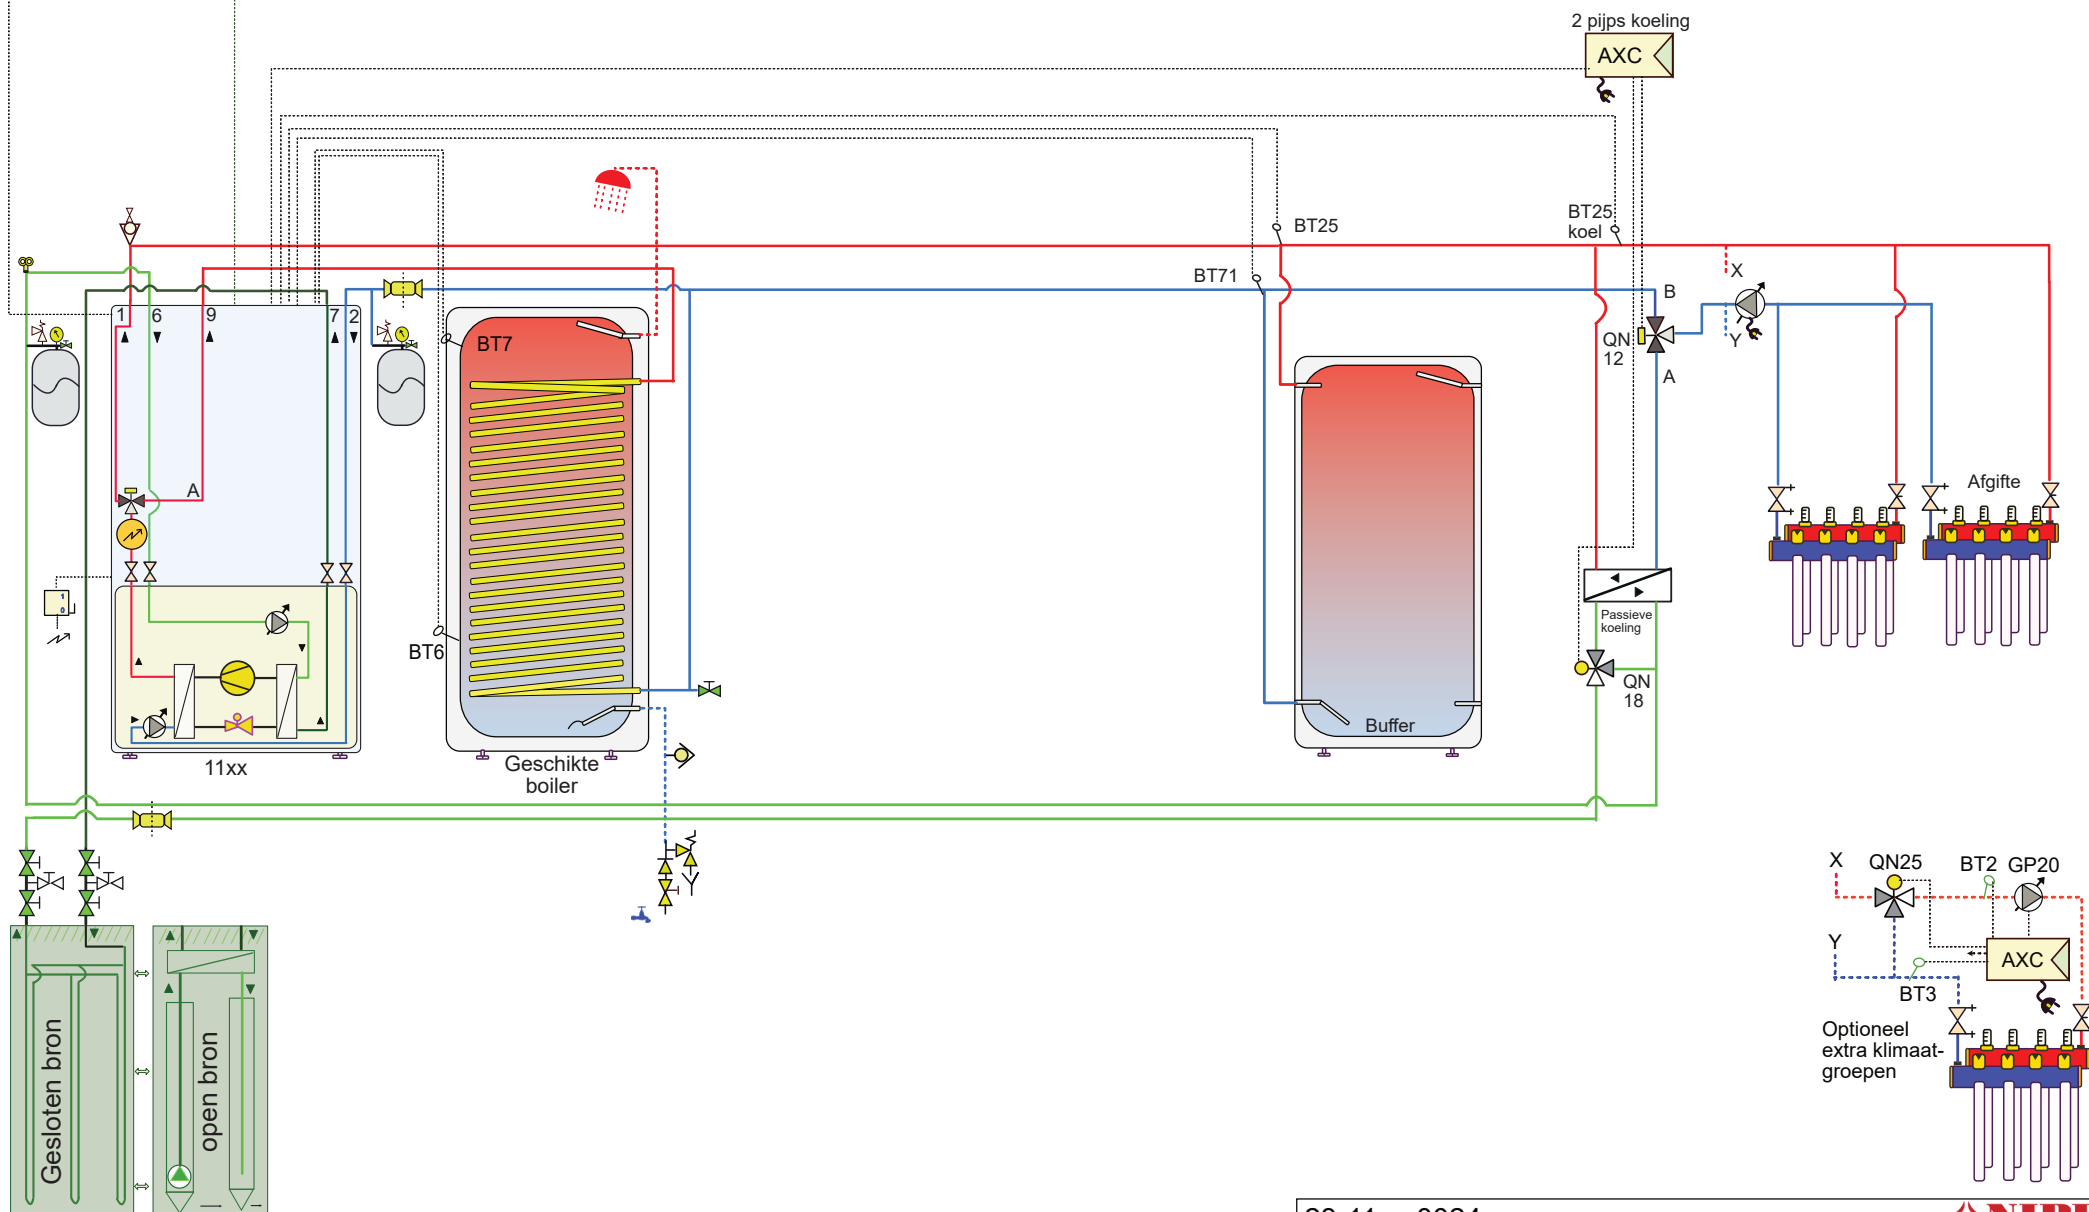 2 pijps koeling
AXC
BT25
BT25
koel
BT71
X
B
Y
QN
12
A
1
6
9
7
2
BT7
A
Afgifte
1
0
Passieve
koeling
BT6
QN
18
Buffer
11xx
Geschikte
boiler
X
QN25
BT2
GP20
Y
AXC
BT3
Optioneel
extra klimaat-
groepen
Gesloten bron
open bron